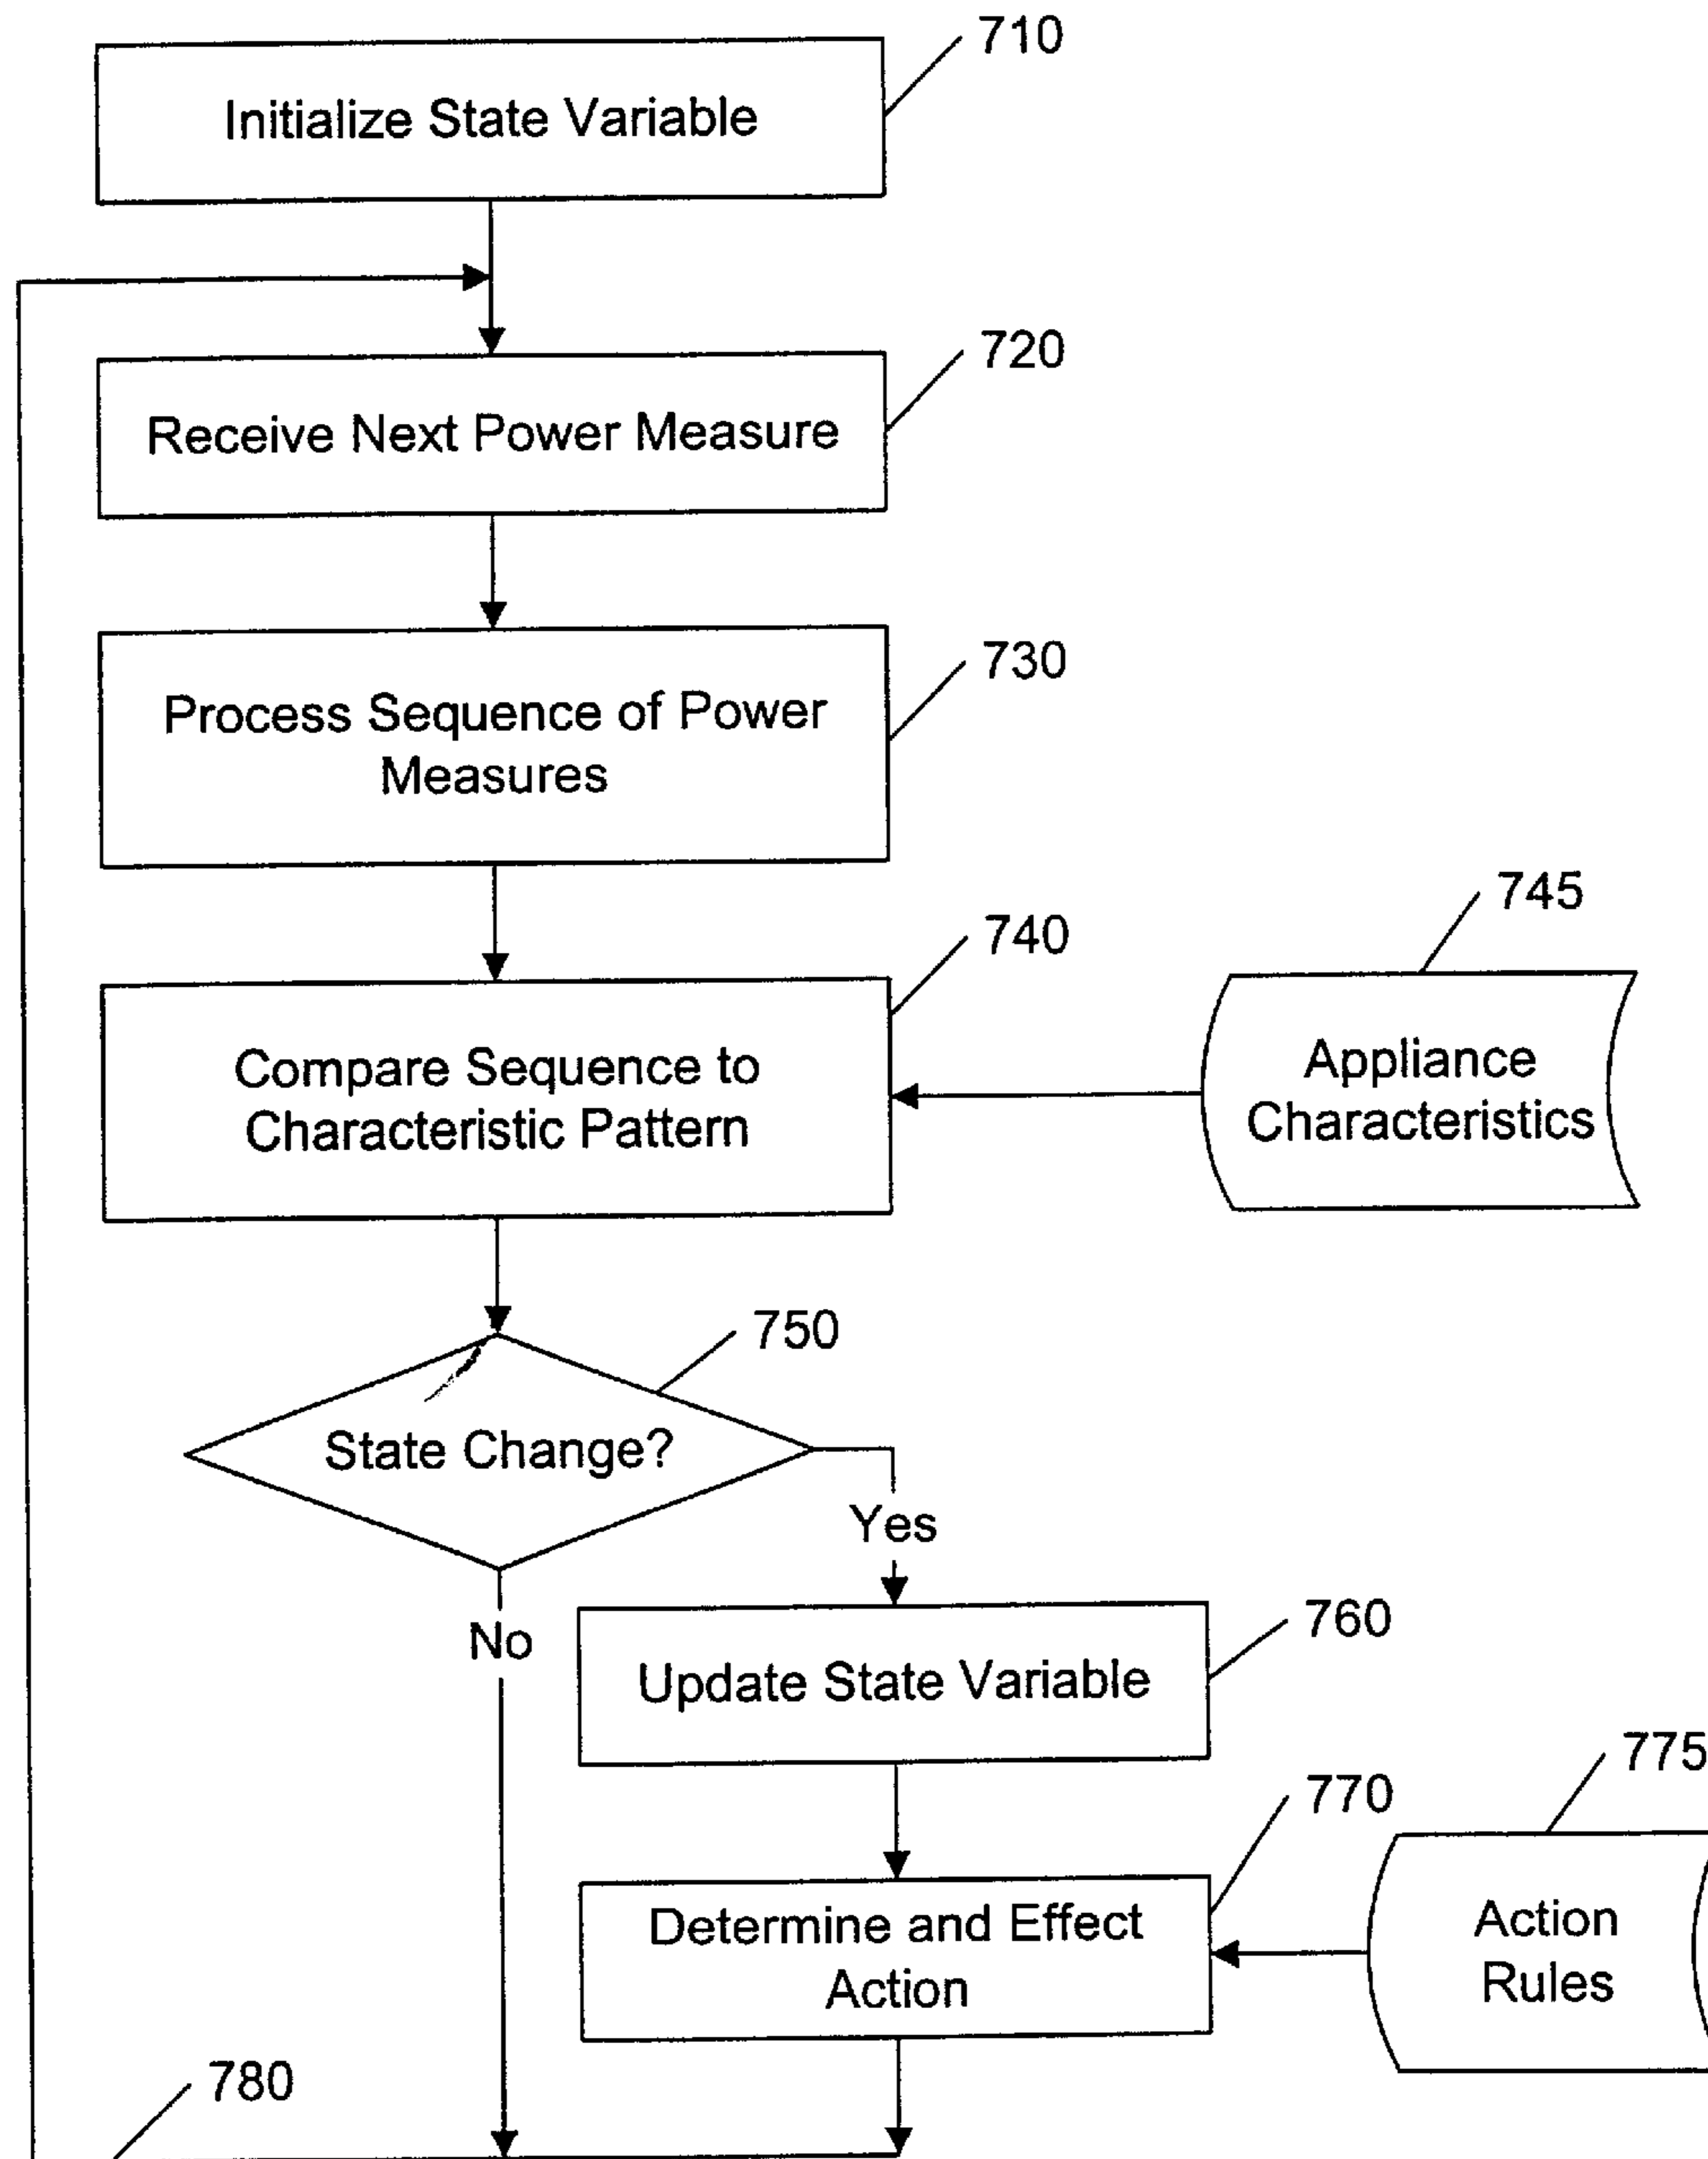 710
Initialize State Variable
720
Receive Next Power Measure
730
Process Sequence of Power
Measures
740
Compare Sequence to
Characteristic Pattern
745
Appliance
Characteristics
750
State Change?
Yes
No
760
Update State Variable
770
Determine and Effect
Action
775
Action
Rules
780